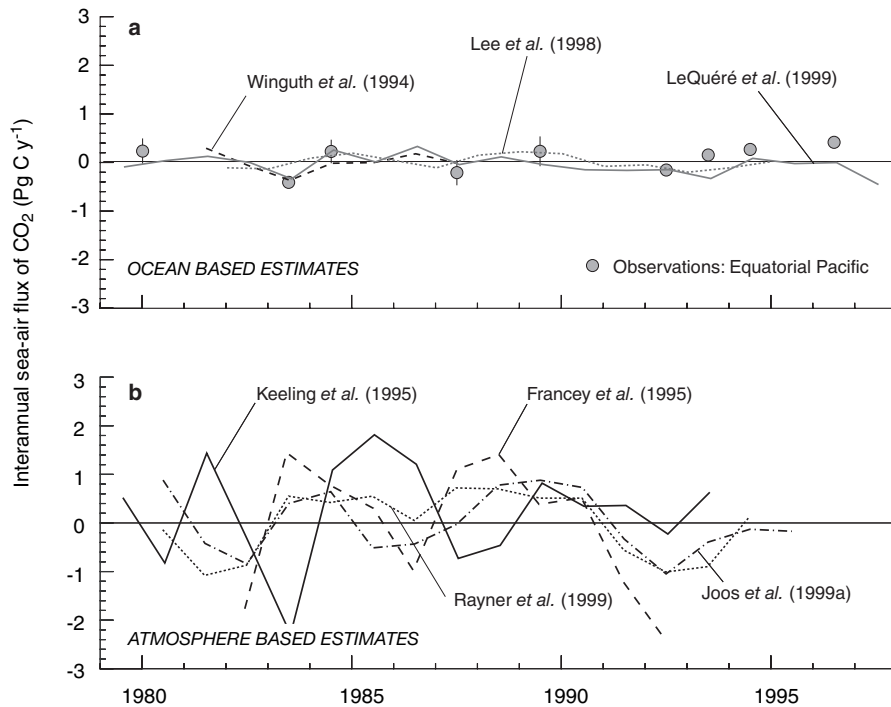 Interannual sea-air flux of CO2 (Pg C y-1)
3
2
1
0
-1
-2
-3
a
Winguth et al. (1994)
Lee et al. (1998)
LeQuéré et al. (1999)
OCEAN BASED ESTIMATES
Observations: Equatorial Pacific
3
2
1
0
-1
-2
-3
b
Keeling et al. (1995)
Francey et al. (1995)
Rayner et al. (1999)
Joos et al. (1999a)
ATMOSPHERE BASED ESTIMATES
1980 1985 1990 1995